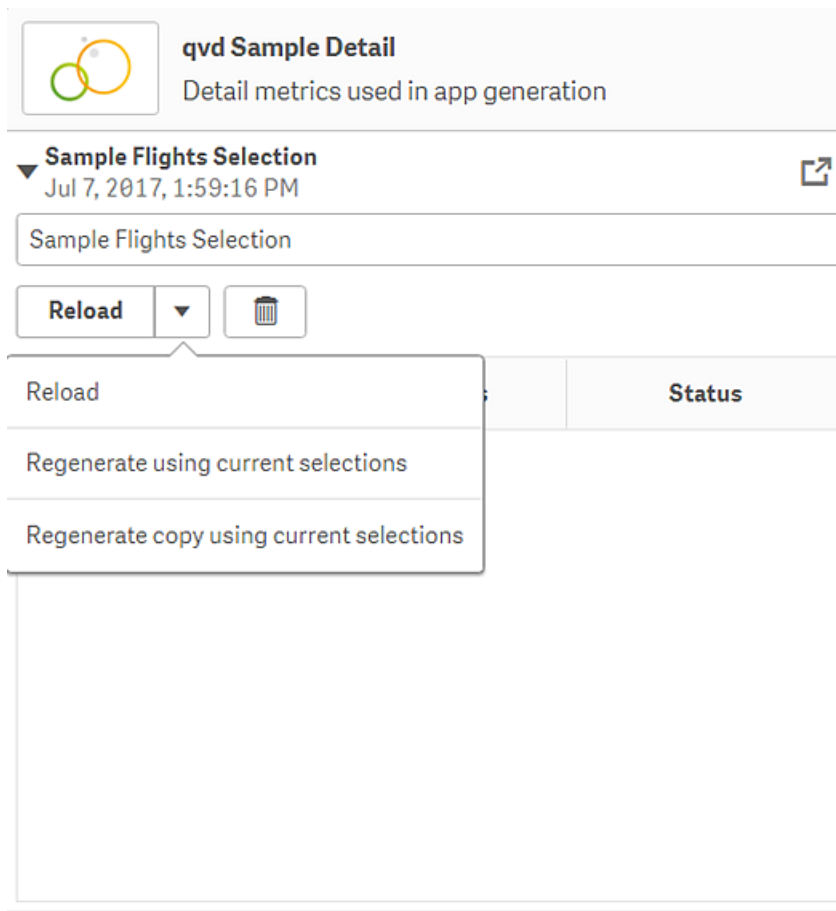 qvd Sample Detail
Detail metrics used in app generation
Sample Flights Selection
Jul 7, 2017, 1:59:16 PM
Sample Flights Selection
Reload
Reload
Status
Regenerate using current selections
Regenerate copy using current selections